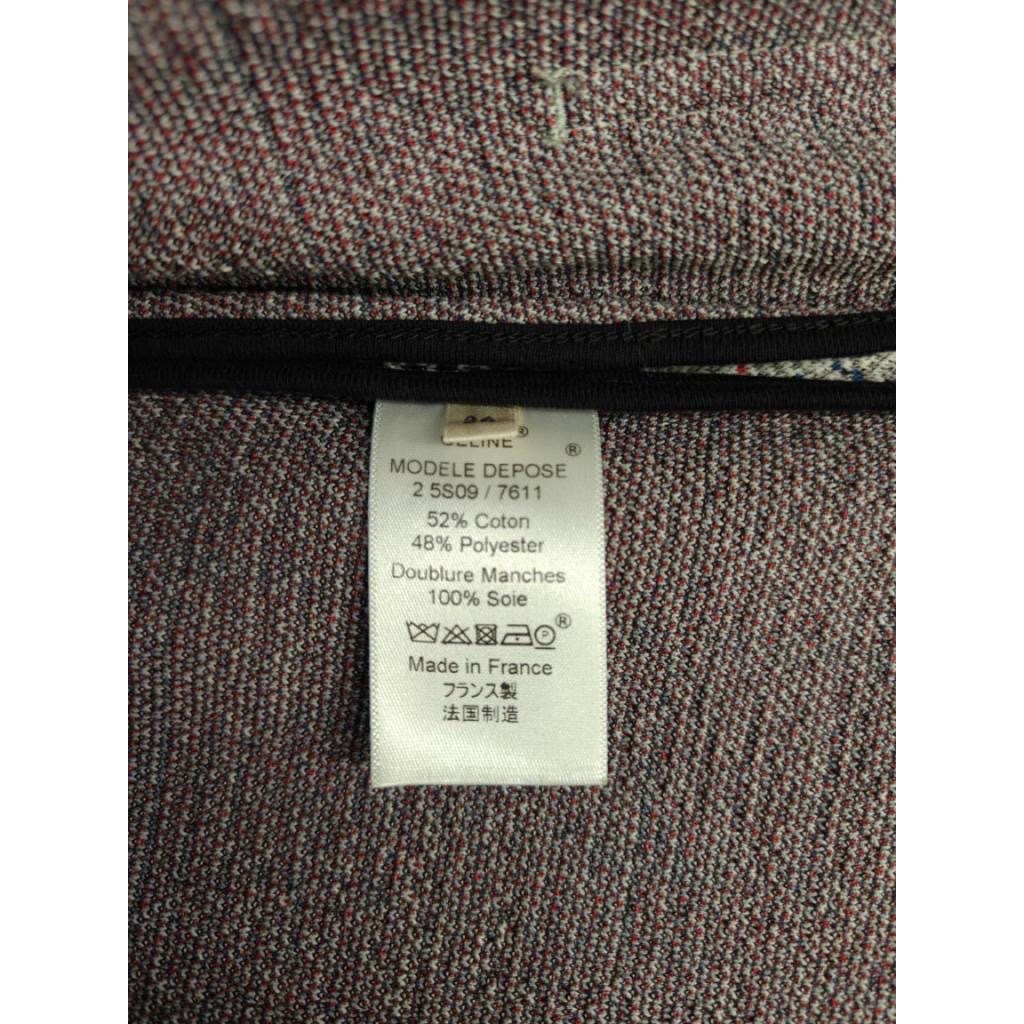 CELINE®
®
MODELE DEPOSE
2 5S09 / 7611
52% Coton
48% Polyester
Doublure Manches
100% Soie
P ®
Made in France
フランス製
法国制造